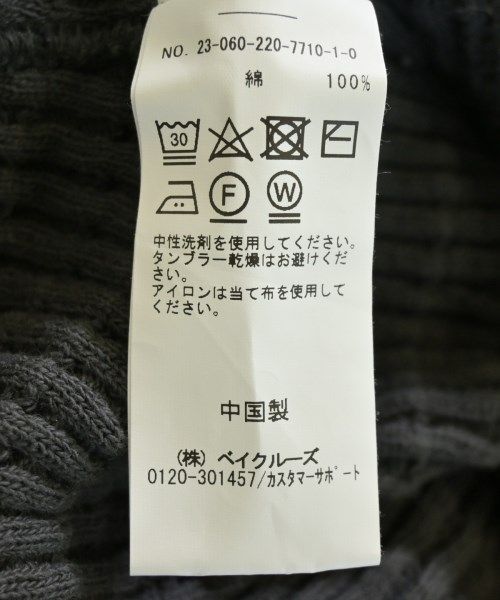 NO. 23-060-220-7710-1-0
綿 100%
30
F W
中性洗剤を使用してください。
タンブラー乾燥はお避けくだ
さい。
アイロンは当て布を使用して
ください。
中国製
(株) ベイクルーズ
0120-301457/カスタマーサポート